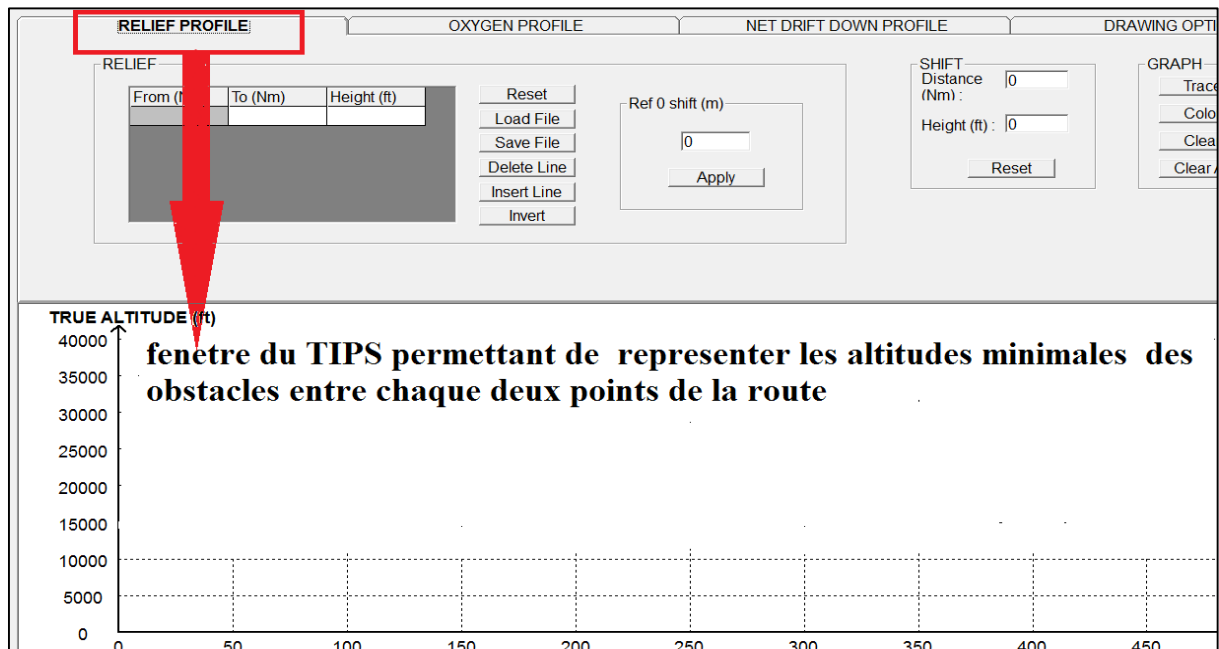 RELIEF PROFILE OXYGEN PROFILE NET DRIFT DOWN PROFILE DRAWING OPTI
RELIEF
From ( To (Nm) Height (ft)
Reset
Load File
Save File
Delete Line
Insert Line
Invert
Ref 0 shift (m)
0
Apply
SHIFT
Distance (Nm) : 0
Height (ft) : 0
Reset
GRAPH
Trace
Colo
Clea
Clear
TRUE ALTITUDE (ft)
fenetre du TIPS permettant de representer les altitudes minimales des
obstacles entre chaque deux points de la route
40000
35000
30000
25000
20000
15000
10000
5000
0
0 50 100 150 200 250 300 350 400 450